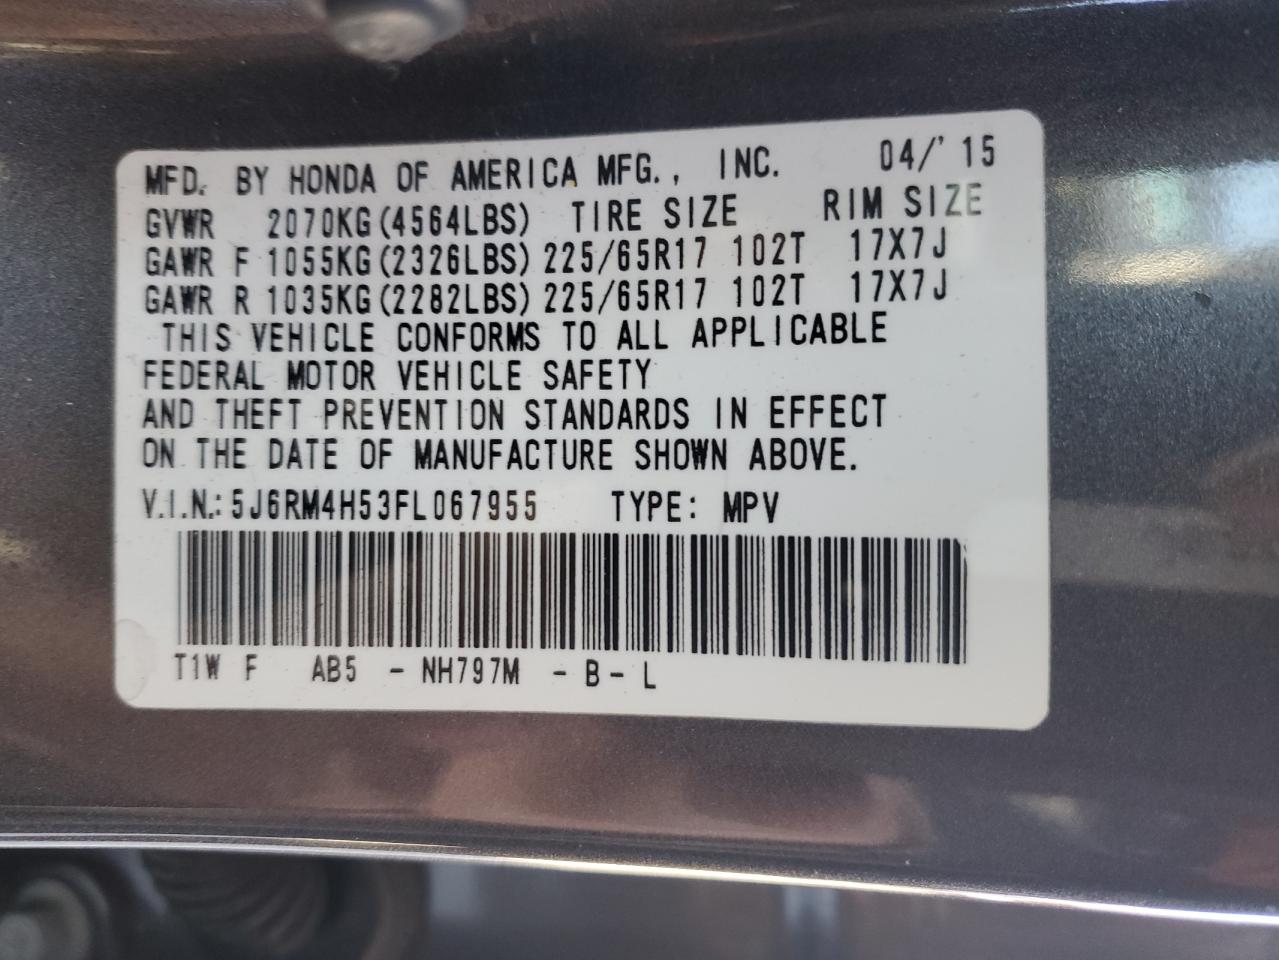 MFD. BY HONDA OF AMERICA MFG., INC. 04/'15
GVWR 2070KG(4564LBS) TIRE SIZE RIM SIZE
GAWR F 1055KG(2326LBS) 225/65R17 102T 17X7J
GAWR R 1035KG(2282LBS) 225/65R17 102T 17X7J
THIS VEHICLE CONFORMS TO ALL APPLICABLE
FEDERAL MOTOR VEHICLE SAFETY
AND THEFT PREVENTION STANDARDS IN EFFECT
ON THE DATE OF MANUFACTURE SHOWN ABOVE.
V.I.N.: 5J6RM4H53FL067955 TYPE: MPV
T1W F AB5 - NH797M - B - L